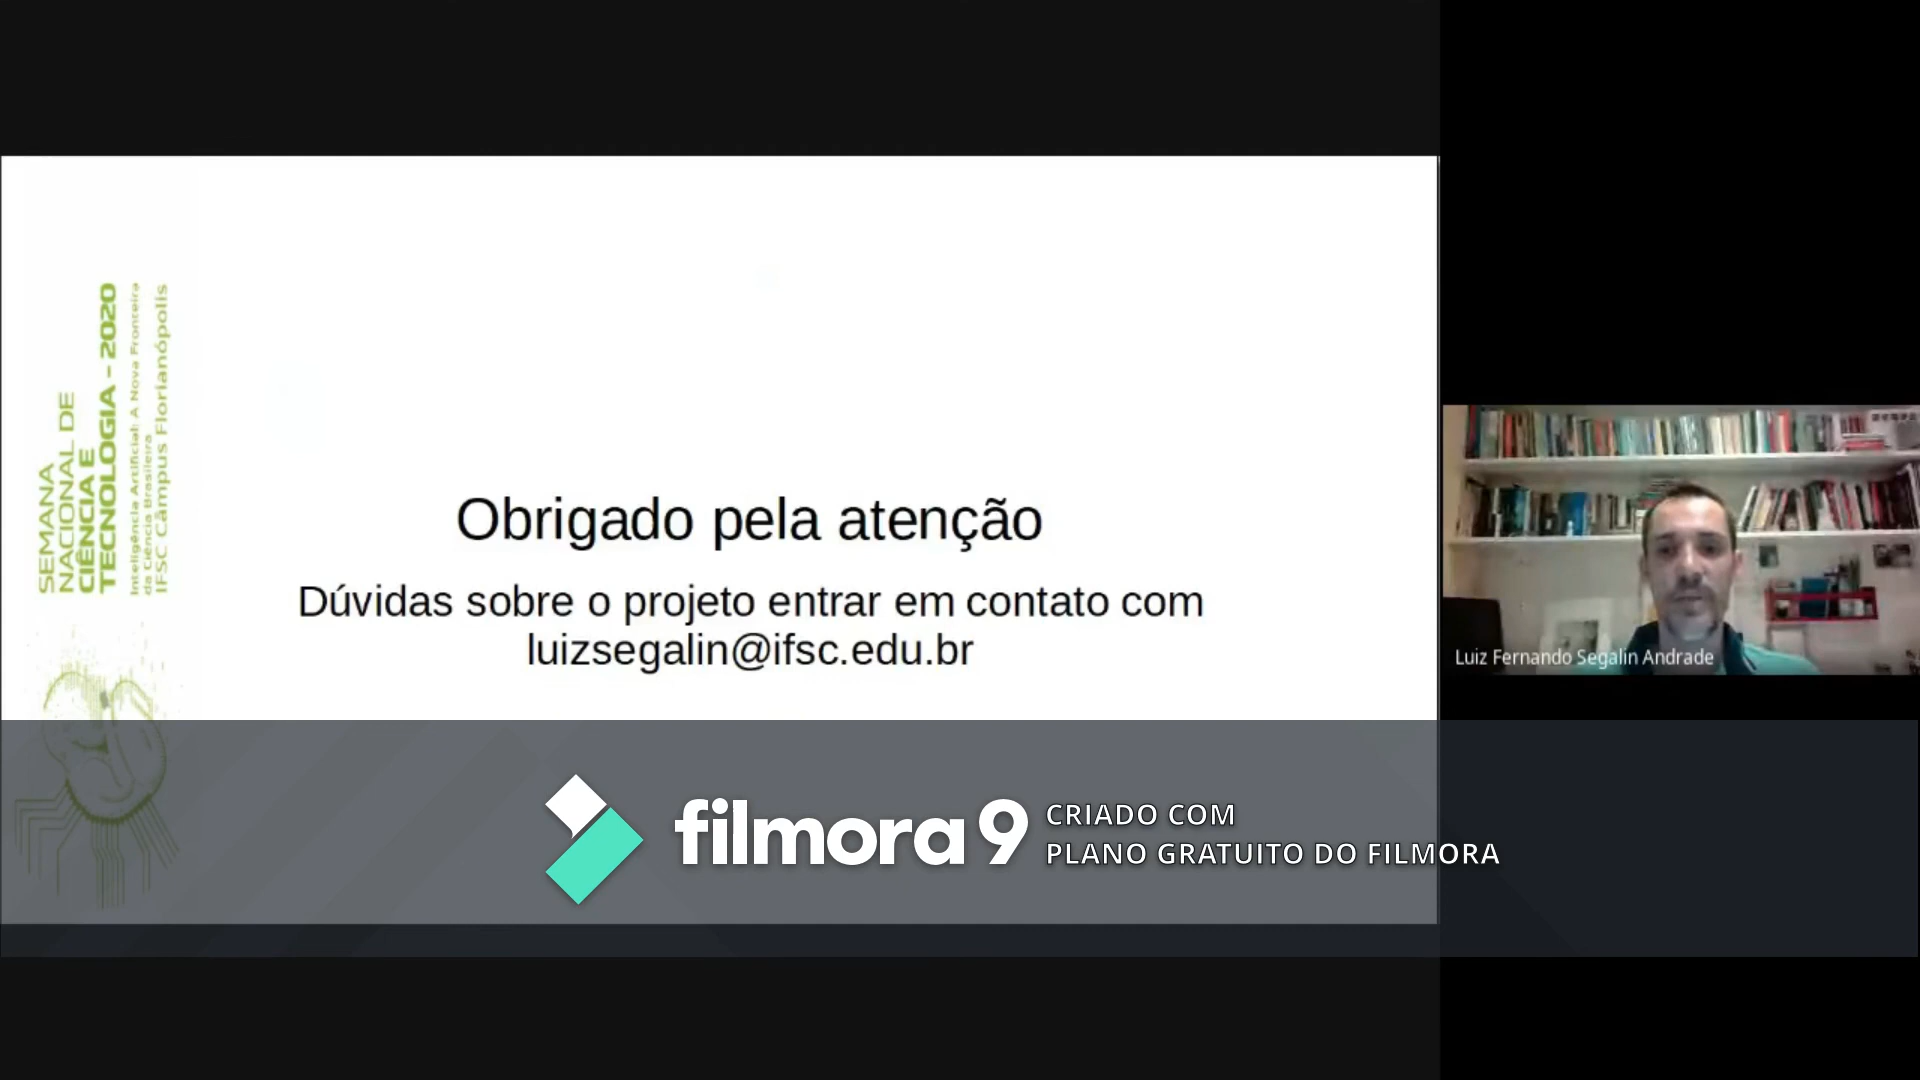 SEMANA
NACIONAL DE
CIÊNCIA E
TECNOLOGIA – 2020
Inteligência Artificial: A Nova Fronteira
da Ciência Brasileira
IFSC Câmpus Florianópolis
Obrigado pela atenção
Dúvidas sobre o projeto entrar em contato com
luizsegalin@ifsc.edu.br
Luiz Fernando Segalin Andrade
filmora 9
CRIADO COM
PLANO GRATUITO DO FILMORA